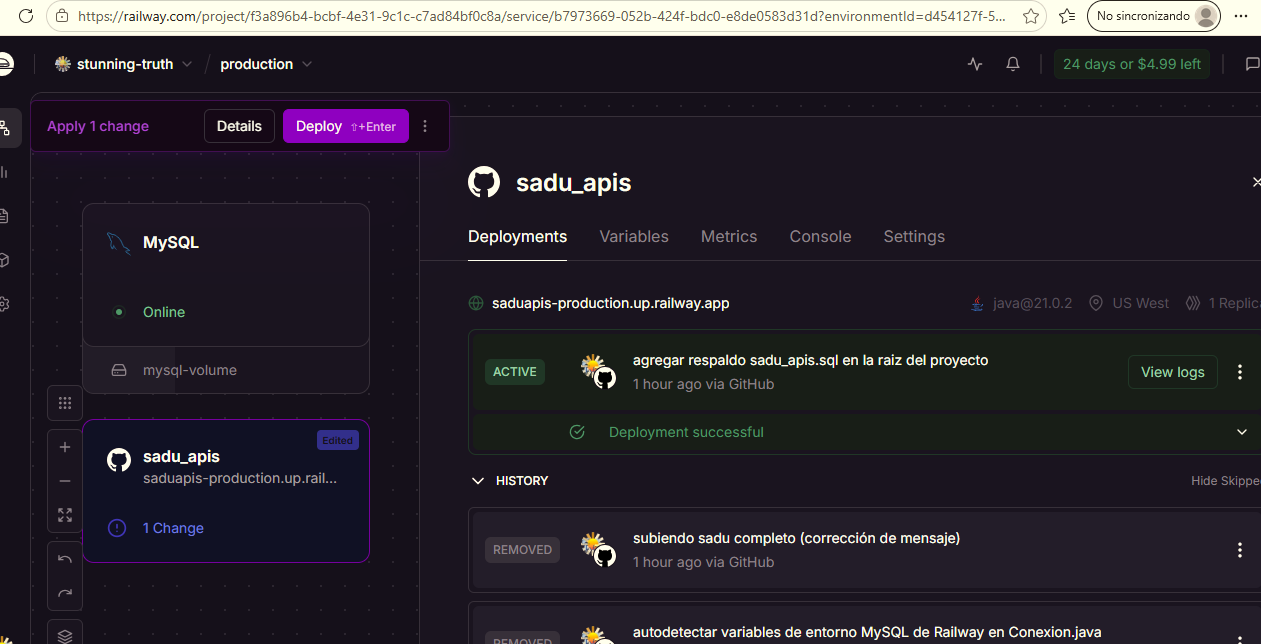 https://railway.com/project/f3a896b4-bcbf-4e31-9c1c-c7ad84bf0c8a/service/b7973669-052b-424f-bdc0-e8de0583d31d?environmentId=d454127f-5...
No sincronizando
stunning-truth / production
24 days or $4.99 left
Apply 1 change
Details
Deploy ⇧+Enter
MySQL
Online
mysql-volume
Edited
sadu_apis
saduapis-production.up.rail...
1 Change
sadu_apis
Deployments Variables Metrics Console Settings
saduapis-production.up.railway.app
java@21.0.2 US West 1 Replica
ACTIVE
agregar respaldo sadu_apis.sql en la raiz del proyecto
1 hour ago via GitHub
View logs
Deployment successful
HISTORY
Hide Skippe
REMOVED
subiendo sadu completo (corrección de mensaje)
1 hour ago via GitHub
REMOVED
autodetectar variables de entorno MySQL de Railway en Conexion.java